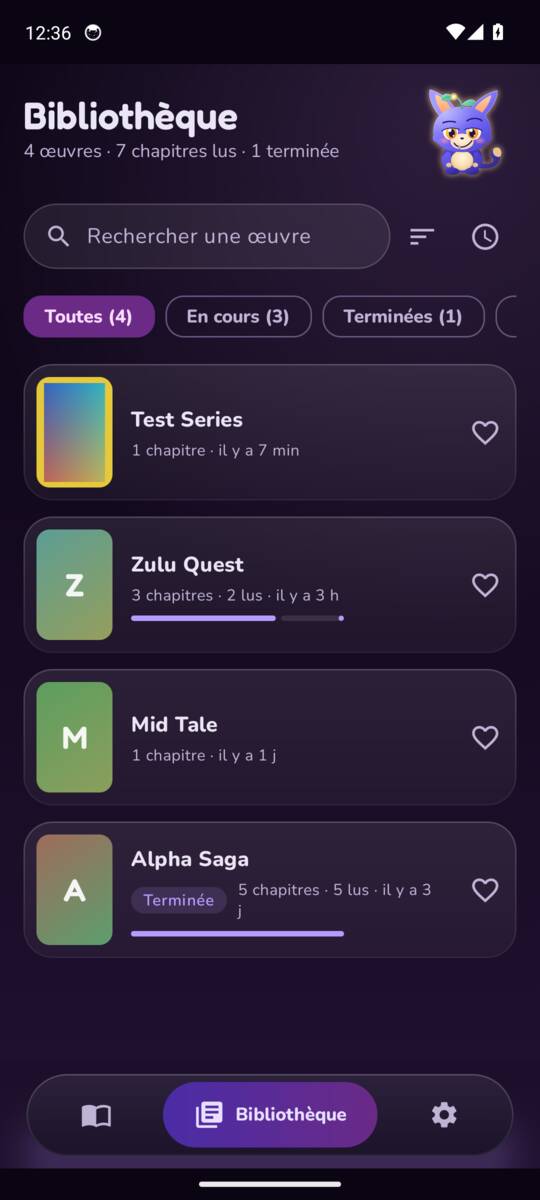 12:36
Bibliothèque
4 œuvres · 7 chapitres lus · 1 terminée
Rechercher une œuvre
Toutes (4)
En cours (3)
Terminées (1)
Test Series
1 chapitre · il y a 7 min
Z
Zulu Quest
3 chapitres · 2 lus · il y a 3 h
M
Mid Tale
1 chapitre · il y a 1 j
A
Alpha Saga
Terminée
5 chapitres · 5 lus · il y a 3
j
Bibliothèque